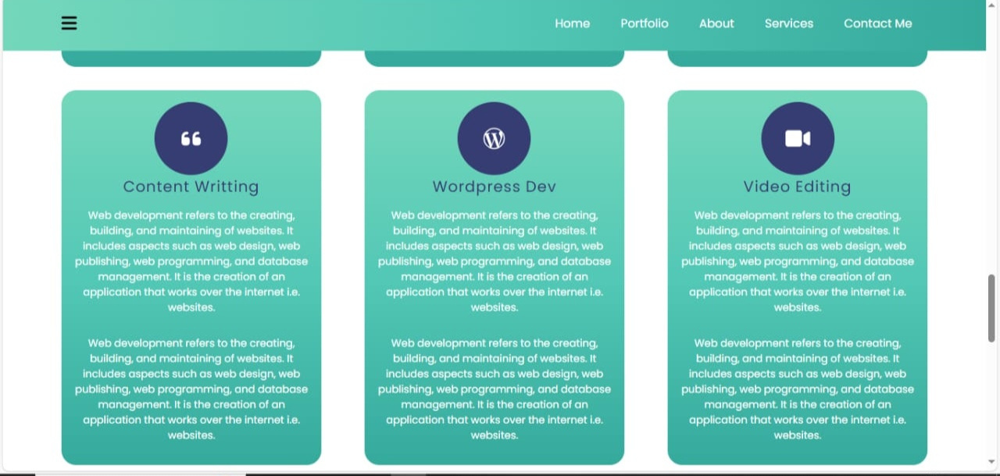 Home Portfolio About Services Contact Me
Content Writting
Web development refers to the creating,
building, and maintaining of websites. It
includes aspects such as web design, web
publishing, web programming, and database
management. It is the creation of an
application that works over the internet i.e.
websites.
Web development refers to the creating,
building, and maintaining of websites. It
includes aspects such as web design, web
publishing, web programming, and database
management. It is the creation of an
application that works over the internet i.e.
websites.
Wordpress Dev
Web development refers to the creating,
building, and maintaining of websites. It
includes aspects such as web design, web
publishing, web programming, and database
management. It is the creation of an
application that works over the internet i.e.
websites.
Web development refers to the creating,
building, and maintaining of websites. It
includes aspects such as web design, web
publishing, web programming, and database
management. It is the creation of an
application that works over the internet i.e.
websites.
Video Editing
Web development refers to the creating,
building, and maintaining of websites. It
includes aspects such as web design, web
publishing, web programming, and database
management. It is the creation of an
application that works over the internet i.e.
websites.
Web development refers to the creating,
building, and maintaining of websites. It
includes aspects such as web design, web
publishing, web programming, and database
management. It is the creation of an
application that works over the internet i.e.
websites.